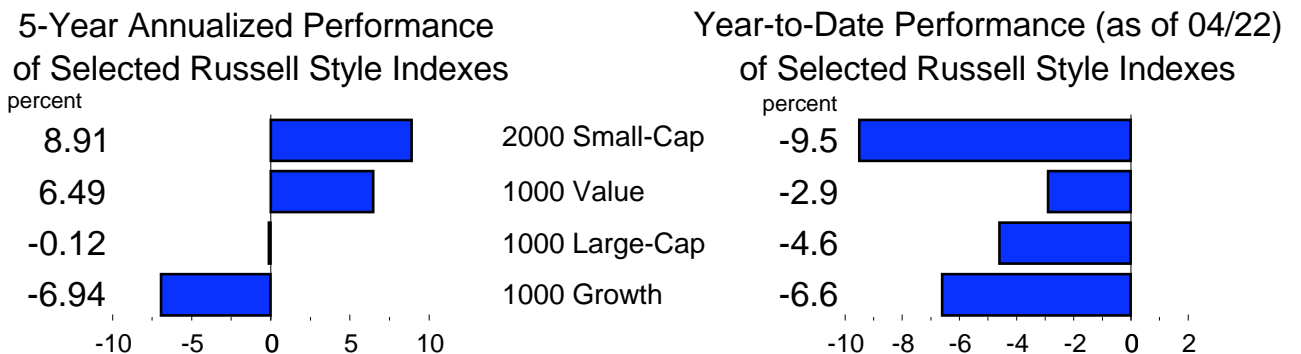 5-Year Annualized Performance
of Selected Russell Style Indexes
percent
8.91
6.49
-0.12
-6.94
-10 -5 0 5 10
2000 Small-Cap
1000 Value
1000 Large-Cap
1000 Growth
Year-to-Date Performance (as of 04/22)
of Selected Russell Style Indexes
percent
-9.5
-2.9
-4.6
-6.6
-10 -8 -6 -4 -2 0 2